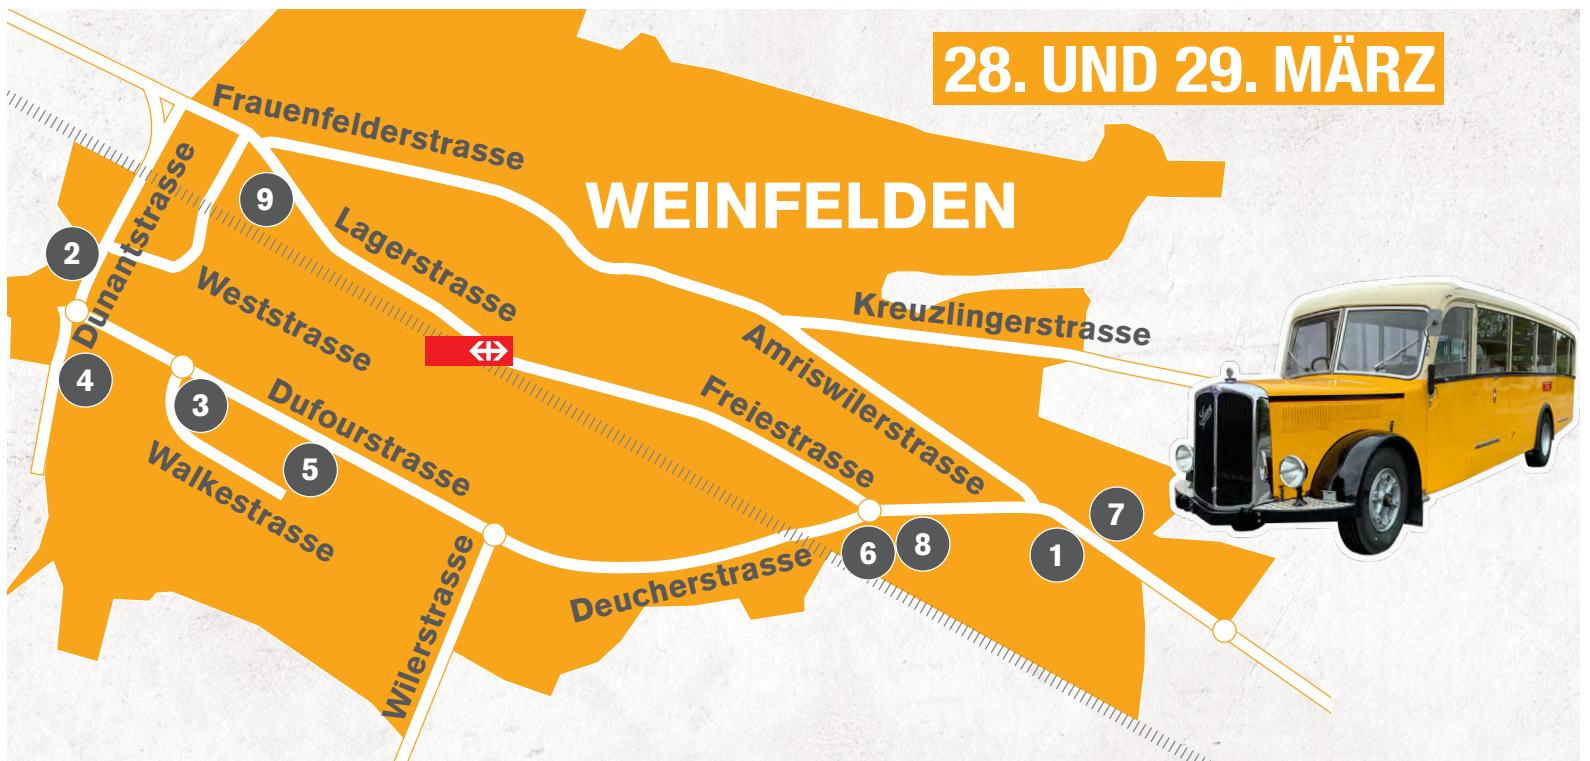 28. UND 29. MÄRZ
Frauenfelderstrasse
WEINFELDEN
Dunantstrasse
9
Lagerstrasse
2
Weststrasse
Kreuzlingerstrasse
Amriswilerstrasse
4
3
Dufourstrasse
Freiestrasse
Walkestrasse
5
7
6
8
1
Deucherstrasse
Wilerstrasse